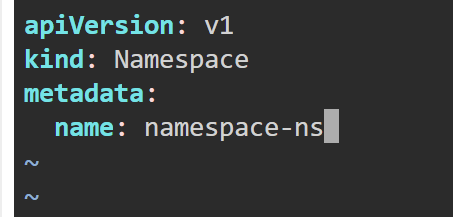 apiVersion: v1
kind: Namespace
metadata:
  name: namespace-ns
~
~